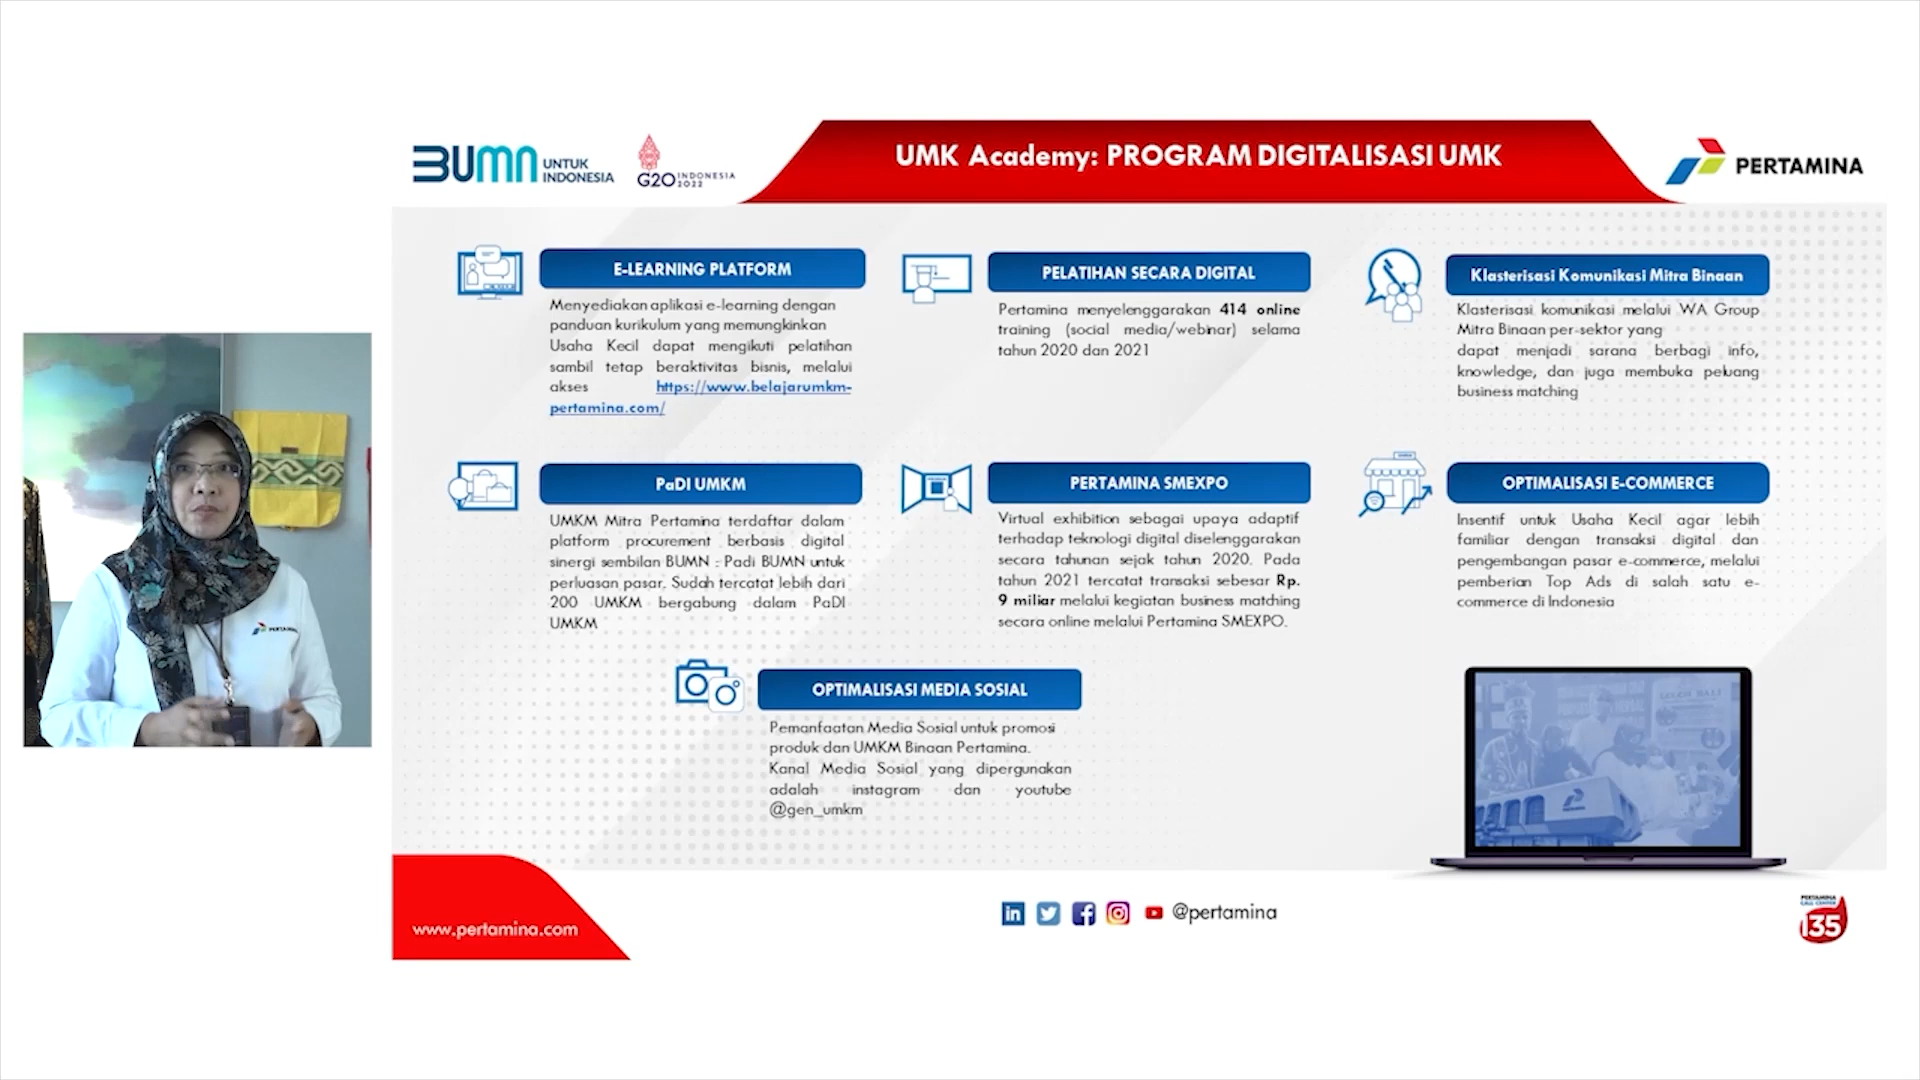 BUMN UNTUK INDONESIA
G20 INDONESIA 2022
UMK Academy: PROGRAM DIGITALISASI UMK
PERTAMINA
E-LEARNING PLATFORM
Menyediakan aplikasi e-learning dengan
panduan kurikulum yang memungkinkan
Usaha Kecil dapat mengikuti pelatihan
sambil tetap beraktivitas bisnis, melalui
akses https://www.belajarumkm-
pertamina.com/
PELATIHAN SECARA DIGITAL
Pertamina menyelenggarakan 414 online
training (social media/webinar) selama
tahun 2020 dan 2021
Klasterisasi Komunikasi Mitra Binaan
Klasterisasi komunikasi melalui WA Group
Mitra Binaan per-sektor yang
dapat menjadi sarana berbagi info,
knowledge, dan juga membuka peluang
business matching
PaDI UMKM
UMKM Mitra Pertamina terdaftar dalam
platform procurement berbasis digital
sinergi sembilan BUMN : Padi BUMN untuk
perluasan pasar. Sudah tercatat lebih dari
200 UMKM bergabung dalam PaDI
UMKM
PERTAMINA SMEXPO
Virtual exhibition sebagai upaya adaptif
terhadap teknologi digital diselenggarakan
secara tahunan sejak tahun 2020. Pada
tahun 2021 tercatat transaksi sebesar Rp.
9 miliar melalui kegiatan business matching
secara online melalui Pertamina SMEXPO.
OPTIMALISASI E-COMMERCE
Insentif untuk Usaha Kecil agar lebih
familiar dengan transaksi digital dan
pengembangan pasar e-commerce, melalui
pemberian Top Ads di salah satu e-
commerce di Indonesia
OPTIMALISASI MEDIA SOSIAL
Pemanfaatan Media Sosial untuk promosi
produk dan UMKM Binaan Pertamina.
Kanal Media Sosial yang dipergunakan
adalah instagram dan youtube
@gen_umkm
PERTAMINA
www.pertamina.com
@pertamina
PERTAMINA
CALL CENTER
135